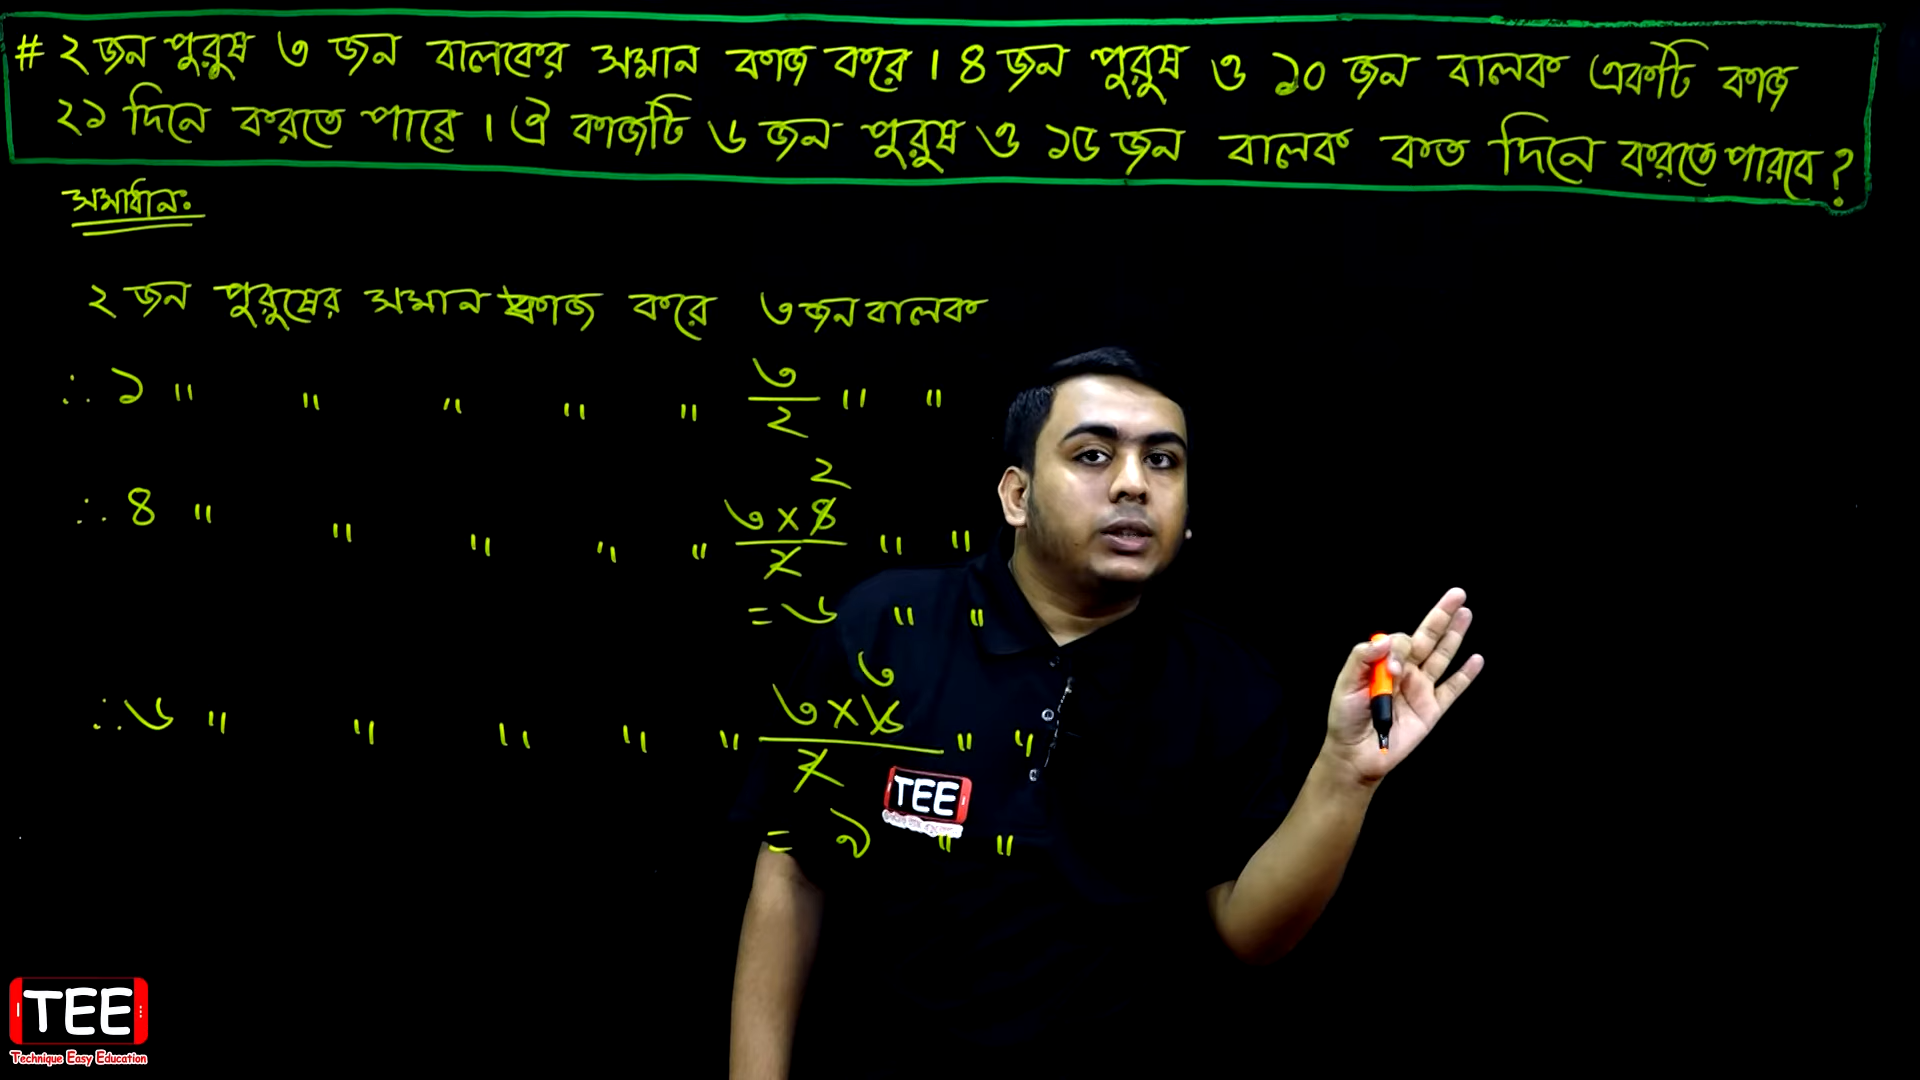 # ২ জন পুরুষ ৩ জন বালকের সমান কাজ করে । ৪ জন পুরুষ ও ১০ জন বালক একটি কাজ
২১ দিনে করতে পারে । ঐ কাজটি ৬ জন পুরুষ ও ১৫ জন বালক কত দিনে করতে পারবে ?
সমাধানঃ
২ জন পুরুষের সমান কাজ করে ৩ জন বালক
∴ ১ " " " " " ৩/২ " "
২
∴ ৪ " " " " " ৩×৪/২ " "
= ৬ " "
৩
∴ ৬ " " " " " ৩×৬/২ " "
= ৯ " "
TEE
TEE
Technique Easy Education